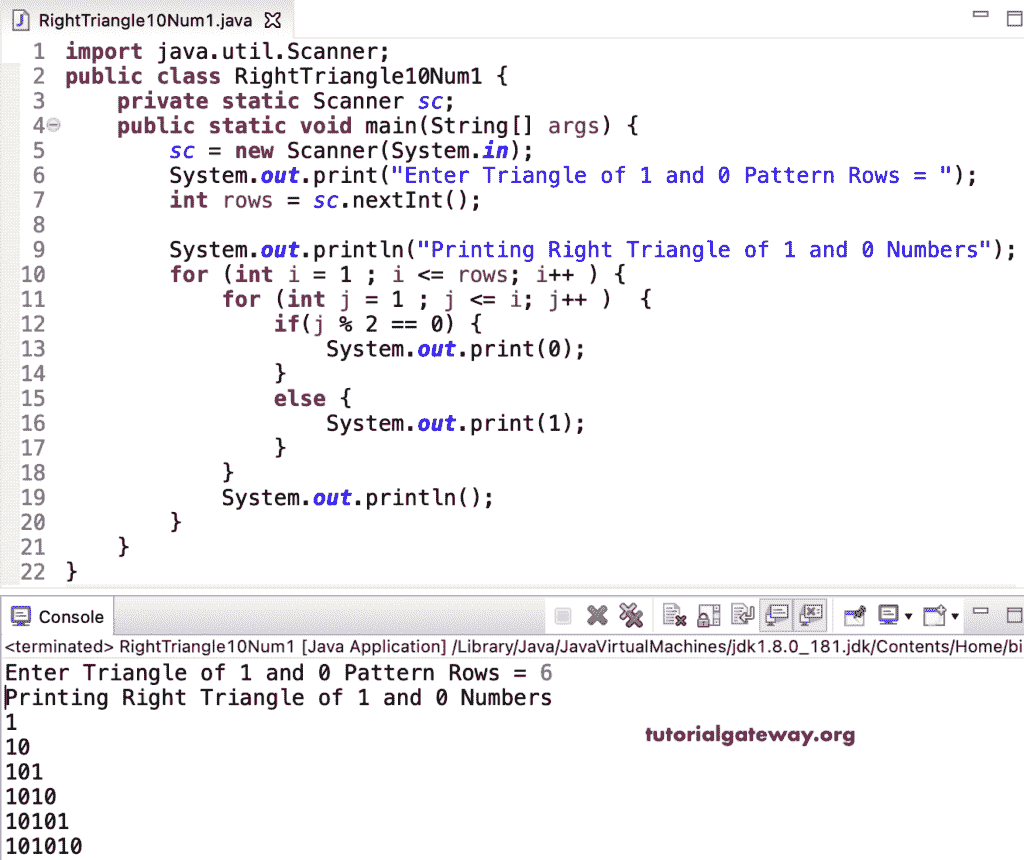 RightTriangle10Num1.java
1 import java.util.Scanner;
2 public class RightTriangle10Num1 {
3     private static Scanner sc;
4     public static void main(String[] args) {
5         sc = new Scanner(System.in);
6         System.out.print("Enter Triangle of 1 and 0 Pattern Rows = ");
7         int rows = sc.nextInt();
8
9         System.out.println("Printing Right Triangle of 1 and 0 Numbers");
10         for (int i = 1 ; i <= rows; i++ ) {
11             for (int j = 1 ; j <= i; j++ )  {
12                 if(j % 2 == 0) {
13                     System.out.print(0);
14                 }
15                 else {
16                     System.out.print(1);
17                 }
18             }
19             System.out.println();
20         }
21     }
22 }
Console
<terminated> RightTriangle10Num1 [Java Application] /Library/Java/JavaVirtualMachines/jdk1.8.0_181.jdk/Contents/Home/bi
Enter Triangle of 1 and 0 Pattern Rows = 6
Printing Right Triangle of 1 and 0 Numbers
1
tutorialgateway.org
10
101
1010
10101
101010